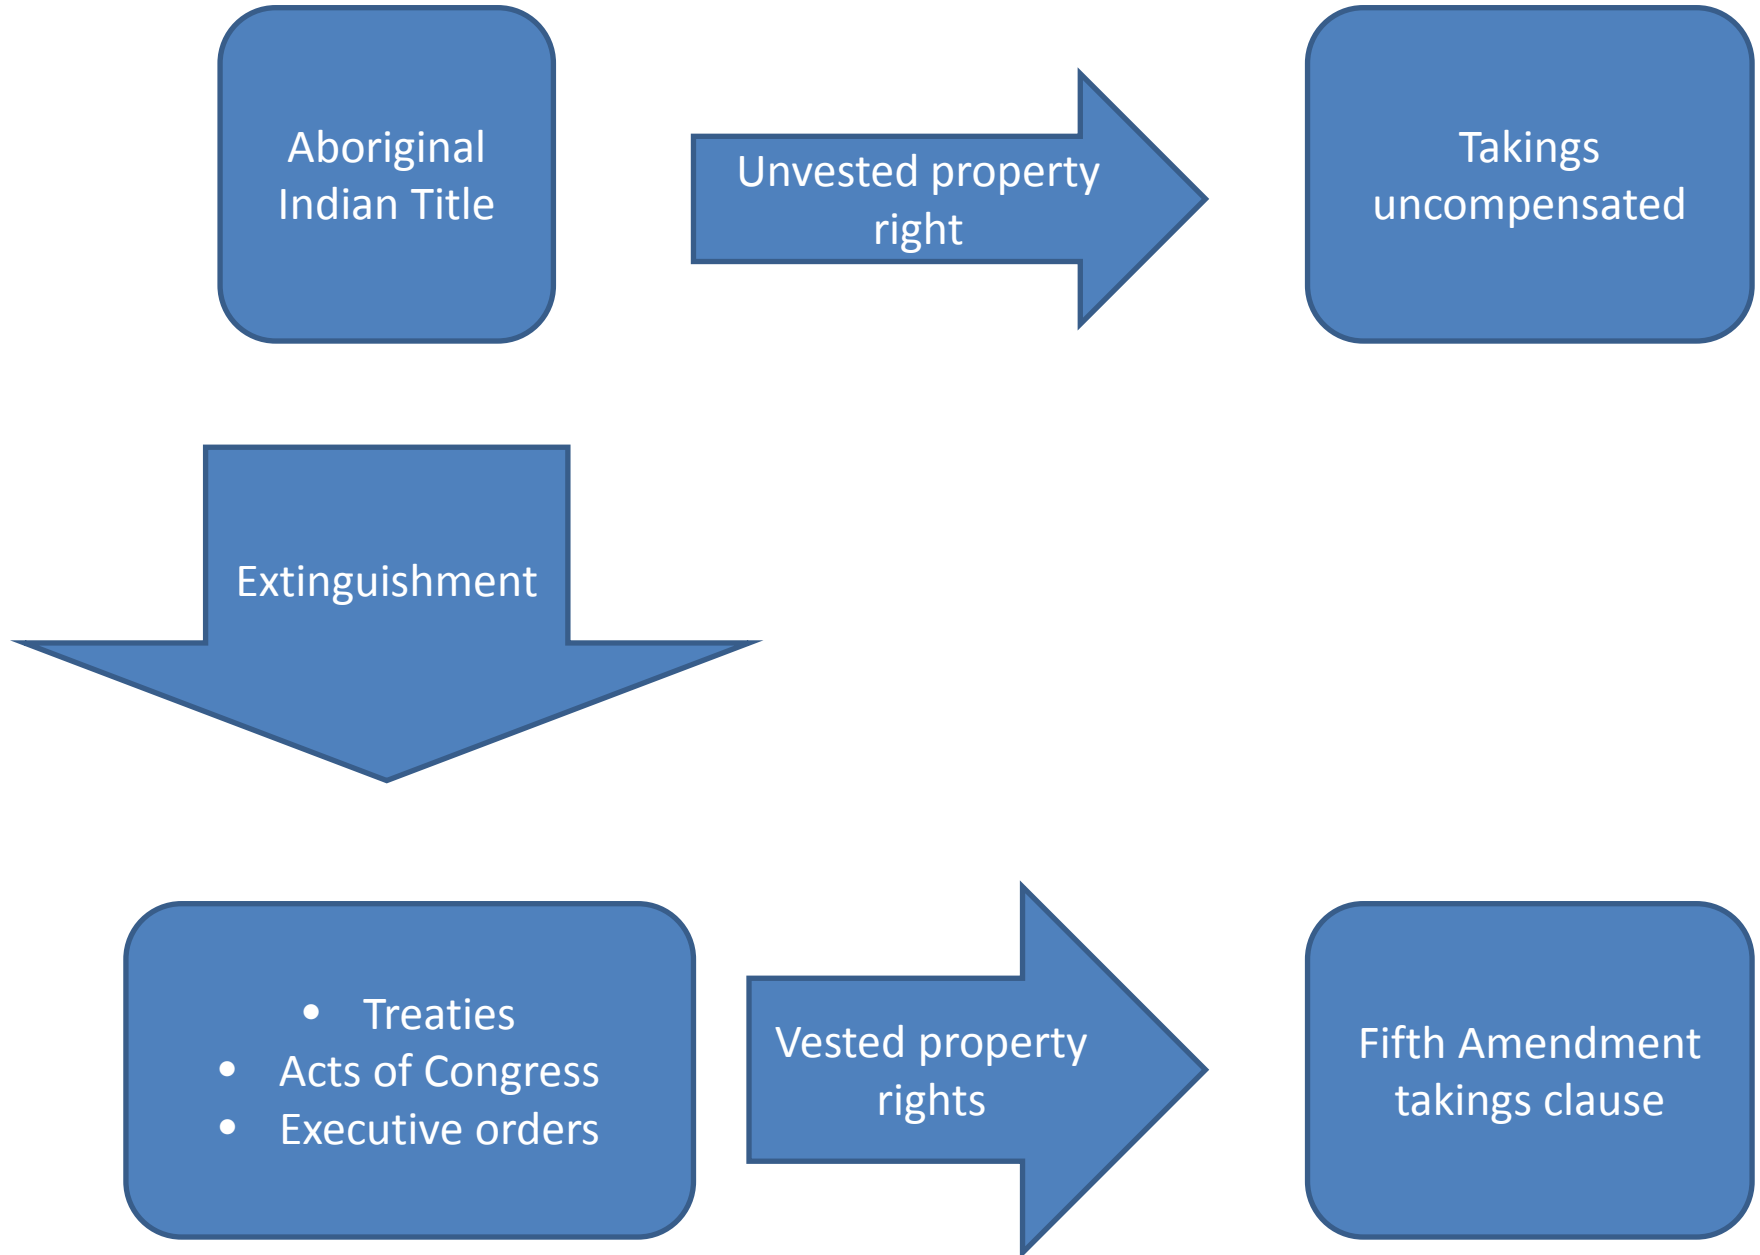 Aboriginal
Indian Title
Unvested property
right
Takings
uncompensated
Extinguishment
• Treaties
• Acts of Congress
• Executive orders
Vested property
rights
Fifth Amendment
takings clause